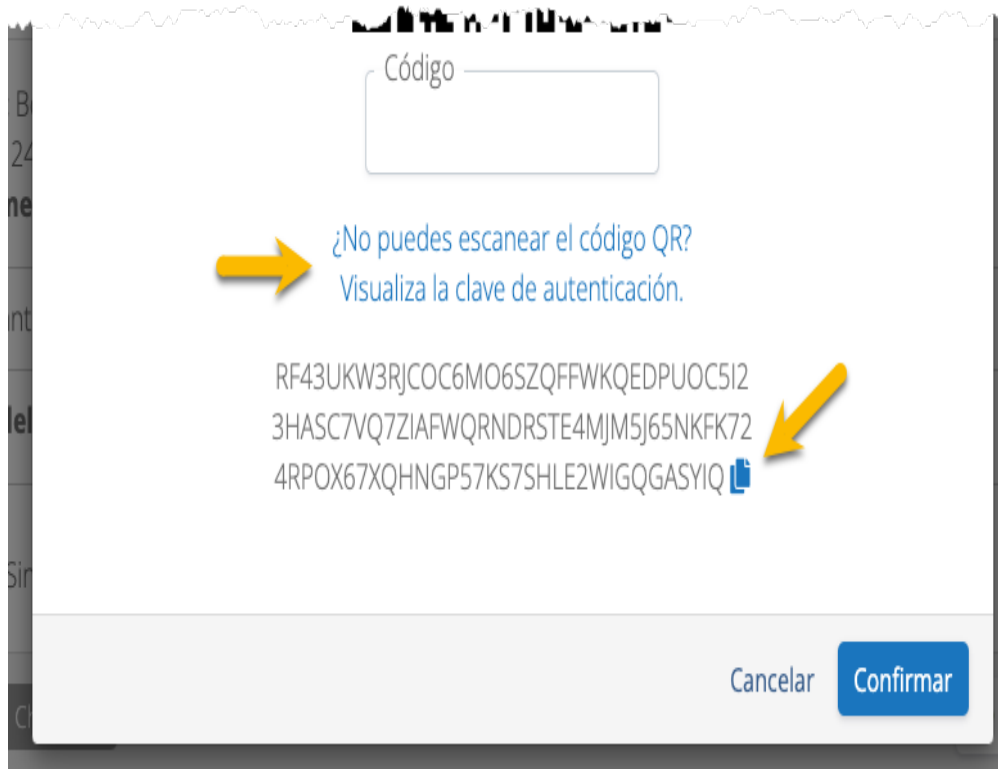 Código
¿No puedes escanear el código QR?
Visualiza la clave de autenticación.
RF43UKW3RJCOC6MO6SZQFFWKQEDPUOC5I2
3HASC7VQ7ZIAFWQRNDRSTE4MJM5J65NKFK72
4RPOX67XQHNGP57KS7SHLE2WIGQGASYIQ
Cancelar
Confirmar